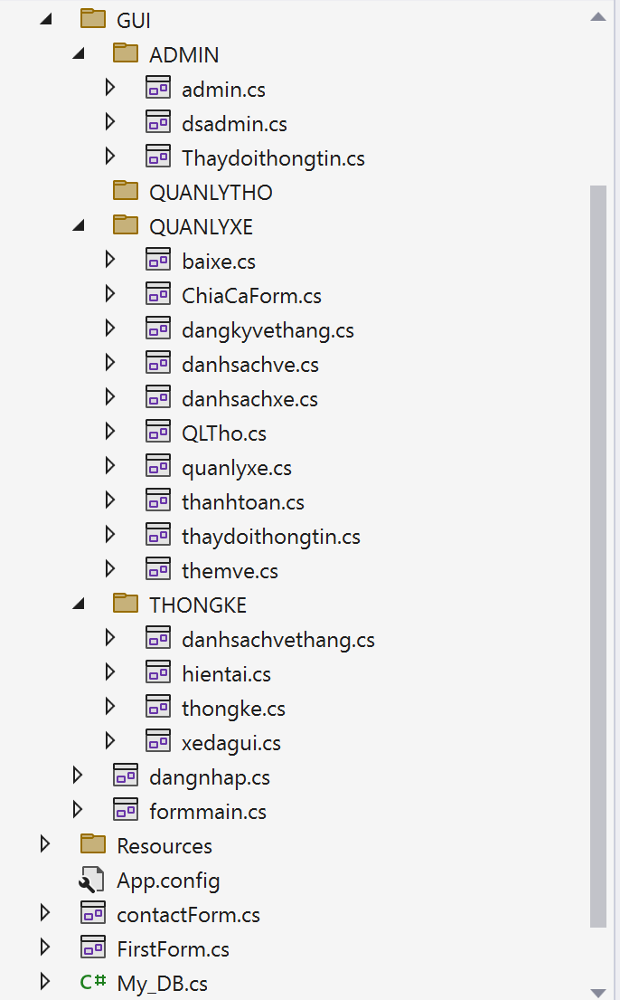 GUI
ADMIN
admin.cs
dsadmin.cs
Thaydoithongtin.cs
QUANLYTHO
QUANLYXE
baixe.cs
ChiaCaForm.cs
dangkyvethang.cs
danhsachve.cs
danhsachxe.cs
QLTho.cs
quanlyxe.cs
thanhtoan.cs
thaydoithongtin.cs
themve.cs
THONGKE
danhsachvethang.cs
hientai.cs
thongke.cs
xedagui.cs
dangnhap.cs
formmain.cs
Resources
App.config
contactForm.cs
FirstForm.cs
C# My_DB.cs